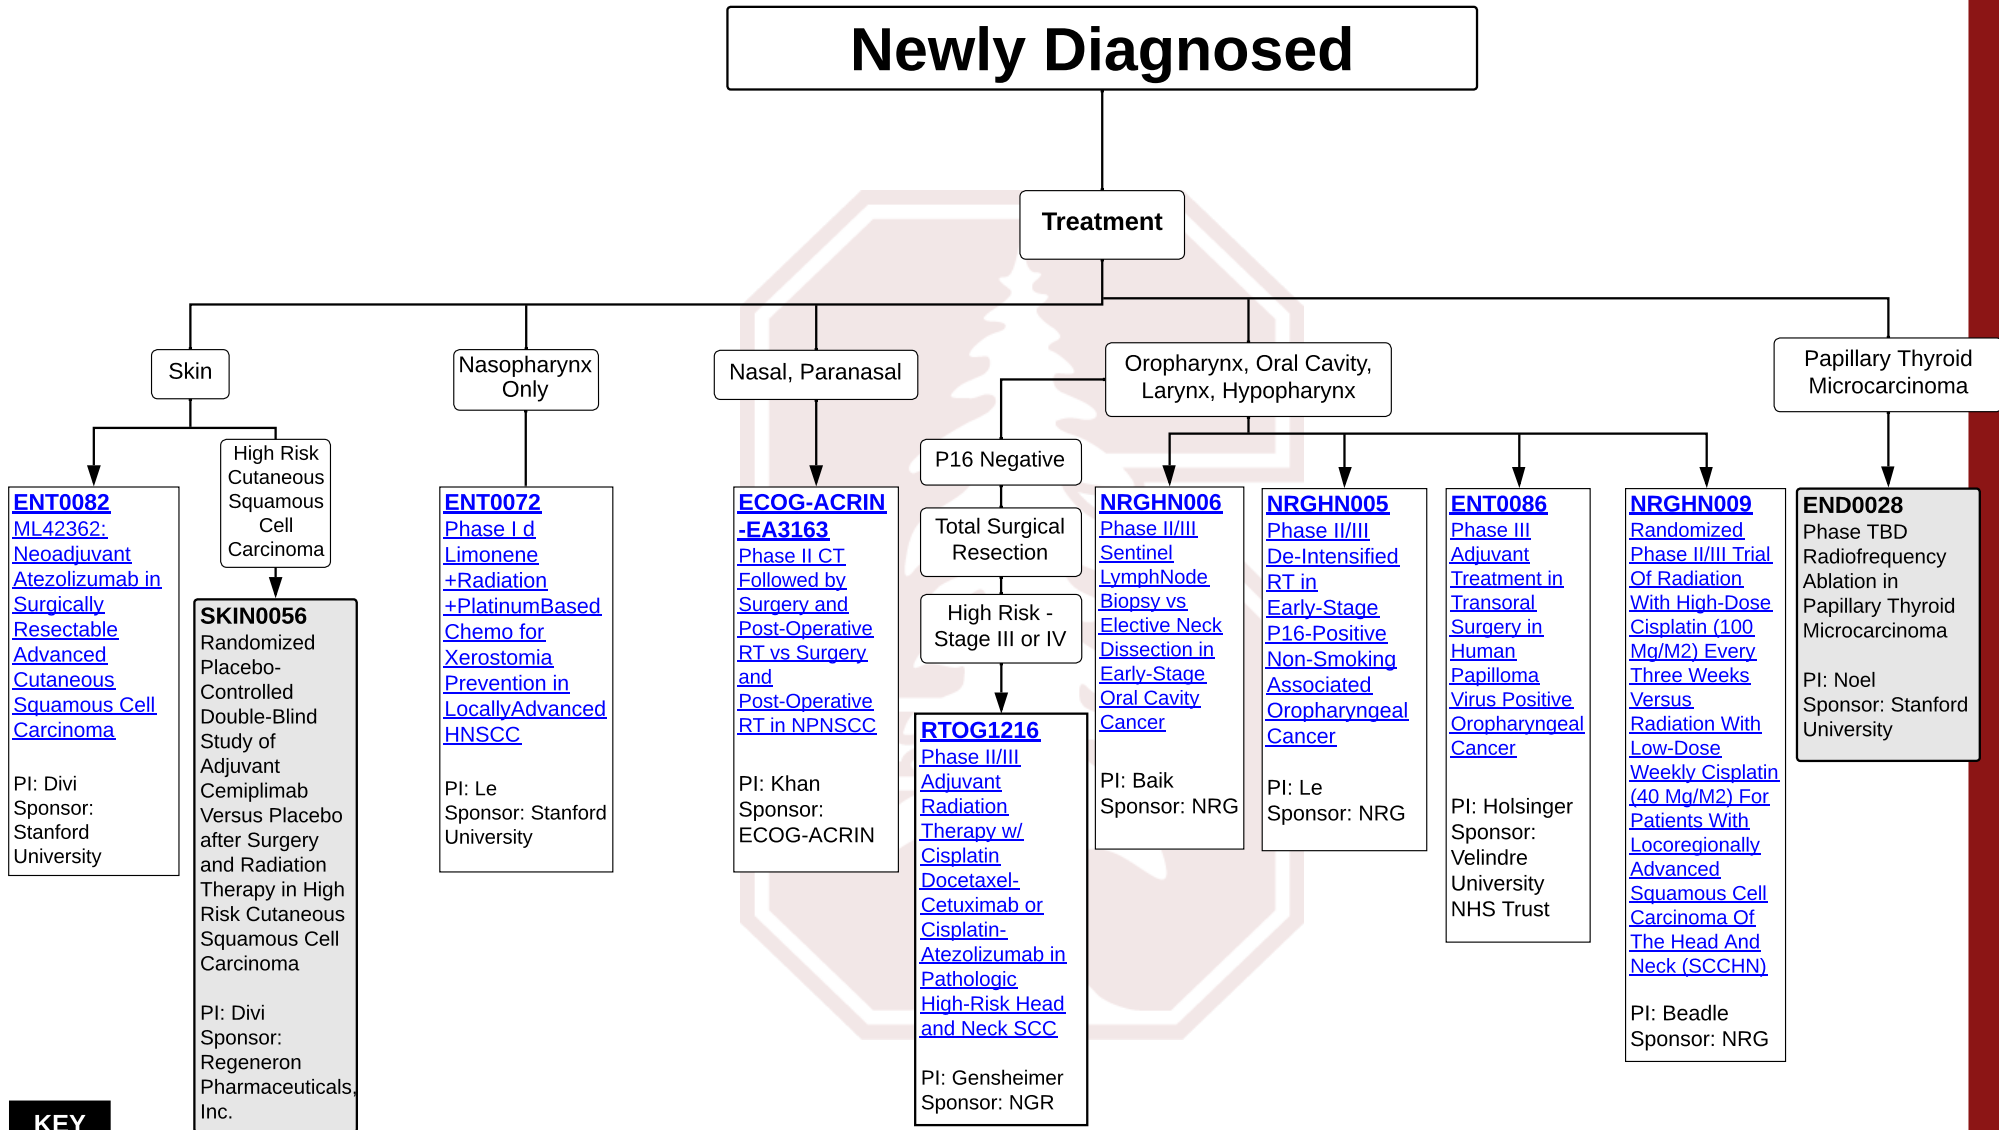 Newly Diagnosed
Treatment
Skin
Nasopharynx
Only
Nasal, Paranasal
Oropharynx, Oral Cavity,
Larynx, Hypopharynx
Papillary Thyroid
Microcarcinoma
ENT0082
ML42362:
Neoadjuvant
Atezolizumab in
Surgically
Resectable
Advanced
Cutaneous
Squamous Cell
Carcinoma
PI: Divi
Sponsor:
Stanford
University
High Risk
Cutaneous
Squamous
Cell
Carcinoma
SKIN0056
Randomized
Placebo-
Controlled
Double-Blind
Study of
Adjuvant
Cemiplimab
Versus Placebo
after Surgery
and Radiation
Therapy in High
Risk Cutaneous
Squamous Cell
Carcinoma
PI: Divi
Sponsor:
Regeneron
Pharmaceuticals,
Inc.
ENT0072
Phase I d
Limonene
+Radiation
+PlatinumBased
Chemo for
Xerostomia
Prevention in
LocallyAdvanced
HNSCC
PI: Le
Sponsor: Stanford
University
ECOG-ACRIN
-EA3163
Phase II CT
Followed by
Surgery and
Post-Operative
RT vs Surgery
and
Post-Operative
RT in NPNSCC
PI: Khan
Sponsor:
ECOG-ACRIN
P16 Negative
Total Surgical
Resection
High Risk -
Stage III or IV
RTOG1216
Phase II/III
Adjuvant
Radiation
Therapy w/
Cisplatin
Docetaxel-
Cetuximab or
Cisplatin-
Atezolizumab in
Pathologic
High-Risk Head
and Neck SCC
PI: Gensheimer
Sponsor: NGR
NRGHN006
Phase II/III
Sentinel
LymphNode
Biopsy vs
Elective Neck
Dissection in
Early-Stage
Oral Cavity
Cancer
PI: Baik
Sponsor: NRG
NRGHN005
Phase II/III
De-Intensified
RT in
Early-Stage
P16-Positive
Non-Smoking
Associated
Oropharyngeal
Cancer
PI: Le
Sponsor: NRG
ENT0086
Phase III
Adjuvant
Treatment in
Transoral
Surgery in
Human
Papilloma
Virus Positive
Oropharyngeal
Cancer
PI: Holsinger
Sponsor:
Velindre
University
NHS Trust
NRGHN009
Randomized
Phase II/III Trial
Of Radiation
With High-Dose
Cisplatin (100
Mg/M2) Every
Three Weeks
Versus
Radiation With
Low-Dose
Weekly Cisplatin
(40 Mg/M2) For
Patients With
Locoregionally
Advanced
Squamous Cell
Carcinoma Of
The Head And
Neck (SCCHN)
PI: Beadle
Sponsor: NRG
END0028
Phase TBD
Radiofrequency
Ablation in
Papillary Thyroid
Microcarcinoma
PI: Noel
Sponsor: Stanford
University
KEY